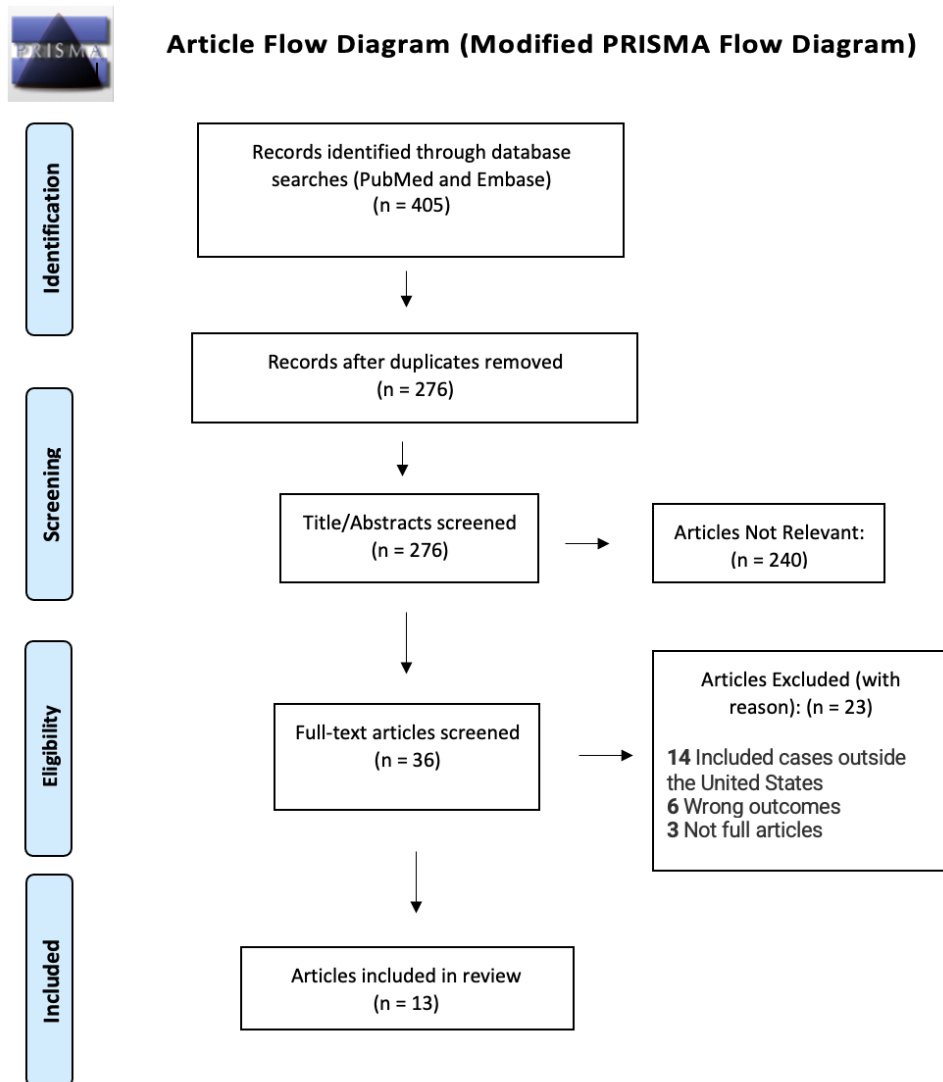 PRISMA
Article Flow Diagram (Modified PRISMA Flow Diagram)
Identification
Records identified through database
searches (PubMed and Embase)
(n = 405)
Records after duplicates removed
(n = 276)
Screening
Title/Abstracts screened
(n = 276)
Articles Not Relevant:
(n = 240)
Eligibility
Full-text articles screened
(n = 36)
Articles Excluded (with
reason): (n = 23)
14 Included cases outside
the United States
6 Wrong outcomes
3 Not full articles
Included
Articles included in review
(n = 13)